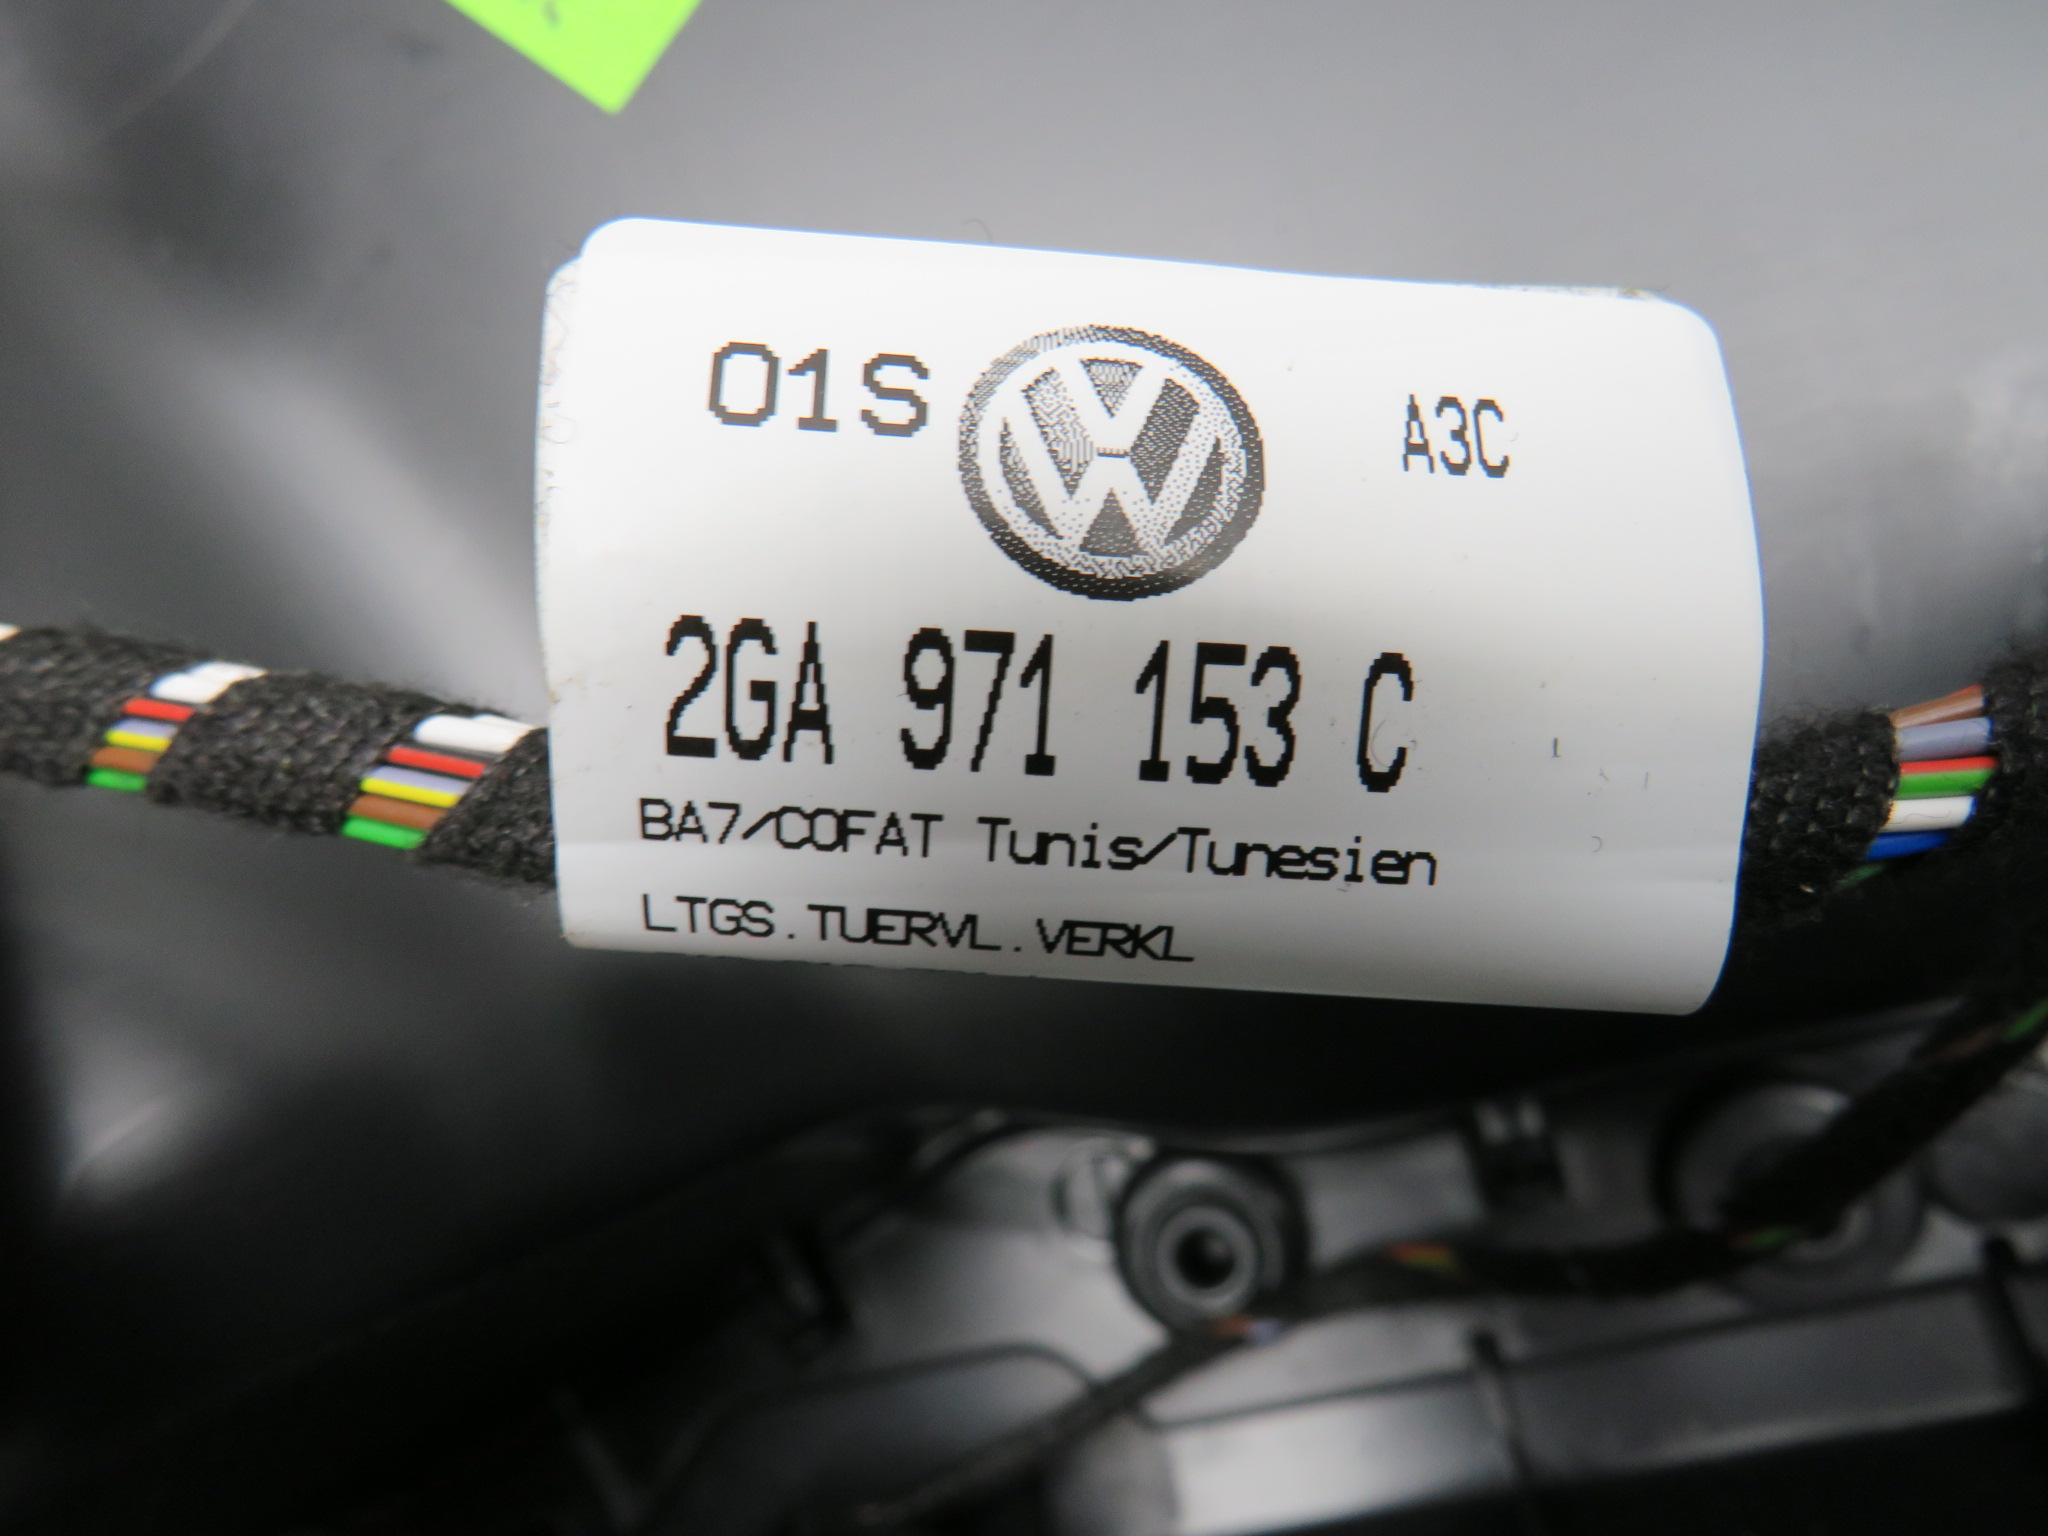 01S A3C
2GA 971 153 C
BA7/COFAT Tunis/Tunesien
LTGS.TUERVL.VERKL